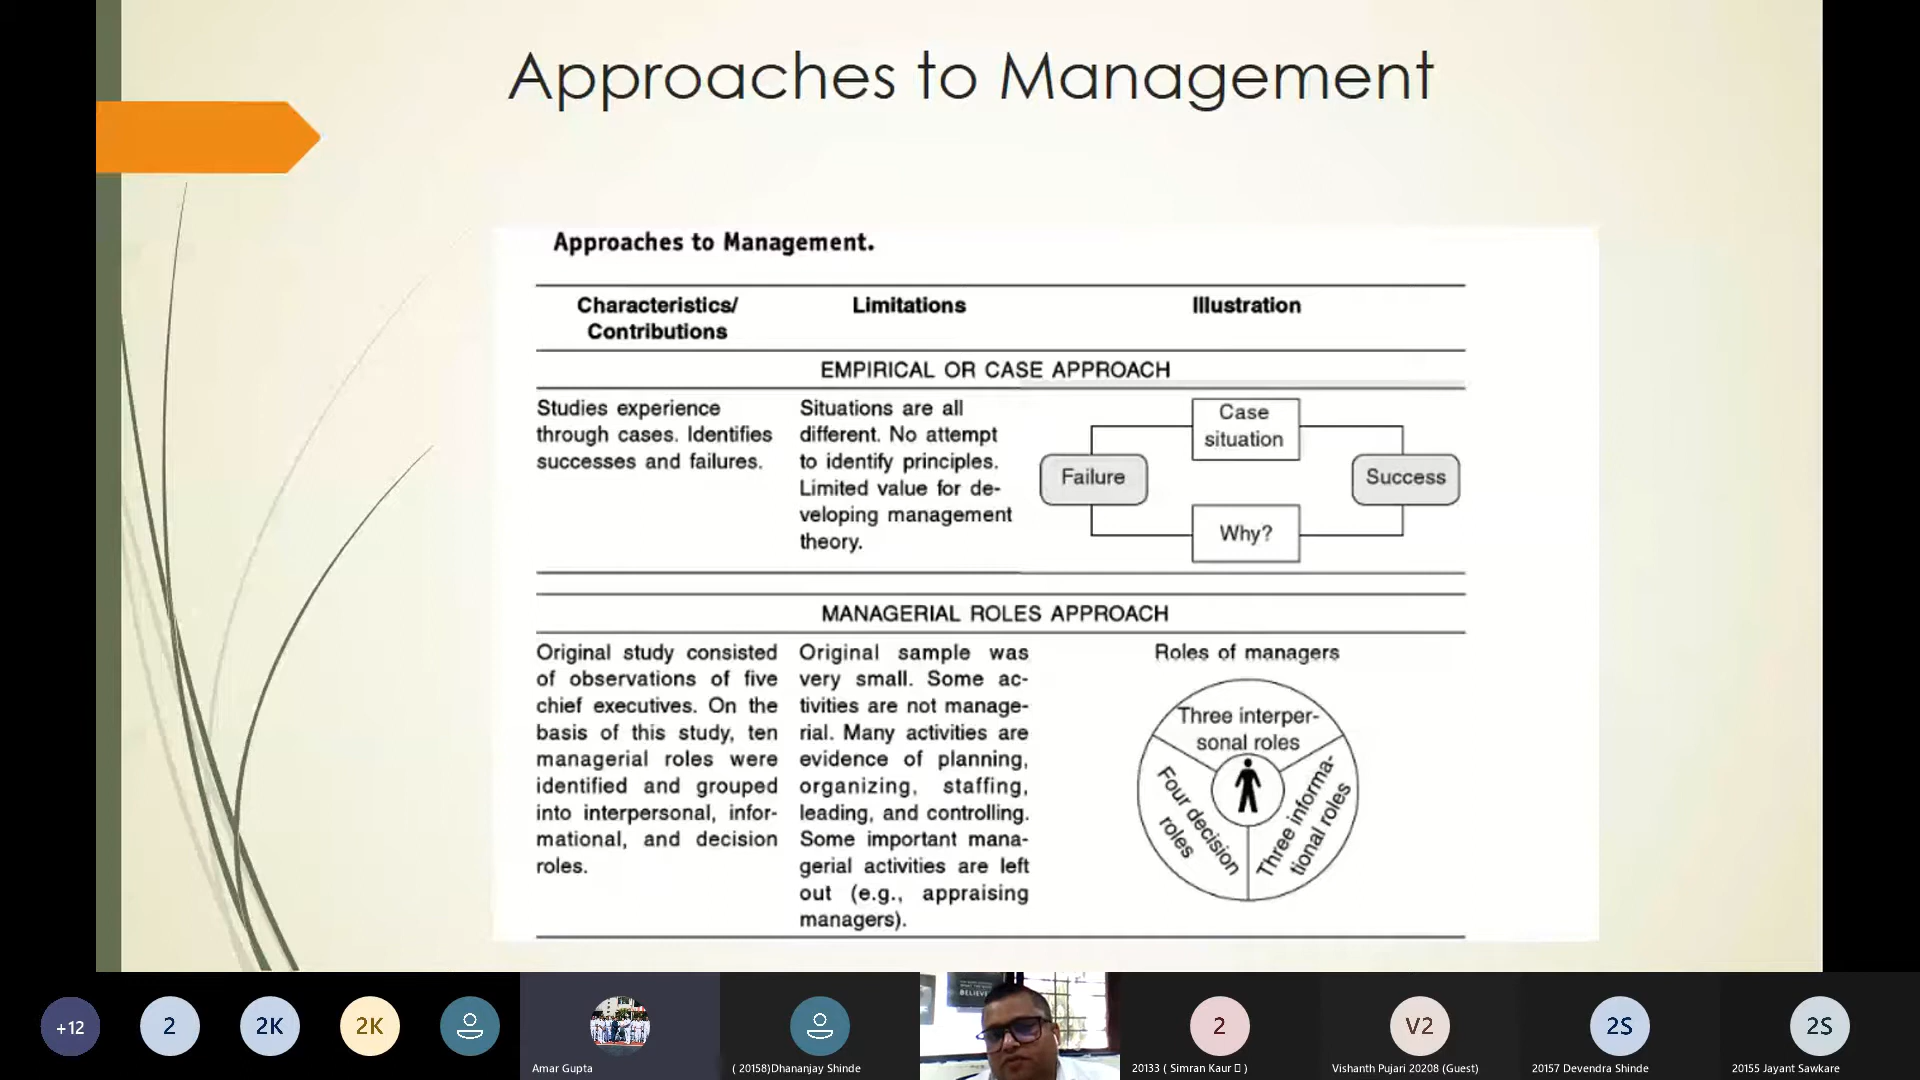 Approaches to Management
Approaches to Management.
Characteristics/
Contributions
Limitations
Illustration
EMPIRICAL OR CASE APPROACH
Studies experience
through cases. Identifies
successes and failures.
Situations are all
different. No attempt
to identify principles.
Limited value for de-
veloping management
theory.
Case
situation
Failure
Success
Why?
MANAGERIAL ROLES APPROACH
Original study consisted
of observations of five
chief executives. On the
basis of this study, ten
managerial roles were
identified and grouped
into interpersonal, infor-
mational, and decision
roles.
Original sample was
very small. Some ac-
tivities are not manage-
rial. Many activities are
evidence of planning,
organizing, staffing,
leading, and controlling.
Some important mana-
gerial activities are left
out (e.g., appraising
managers).
Roles of managers
Three interper-
sonal roles
Four decision
roles
Three informa-
tional roles
+12
2
2K
2K
Amar Gupta
( 20158)Dhananjay Shinde
BELIEVE
2
20133 ( Simran Kaur )
V2
Vishanth Pujari 20208 (Guest)
2S
20157 Devendra Shinde
2S
20155 Jayant Sawkare